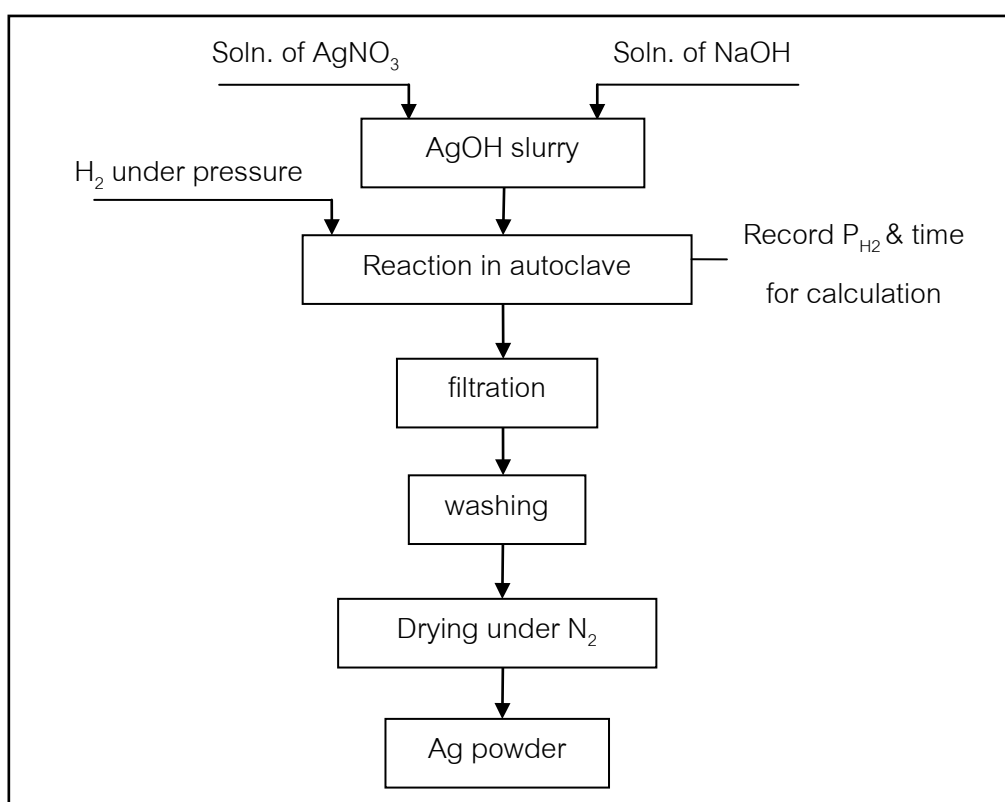 Soln. of AgNO₃
Soln. of NaOH
AgOH slurry
H₂ under pressure
Reaction in autoclave
Record P_H2 & time
for calculation
filtration
washing
Drying under N₂
Ag powder